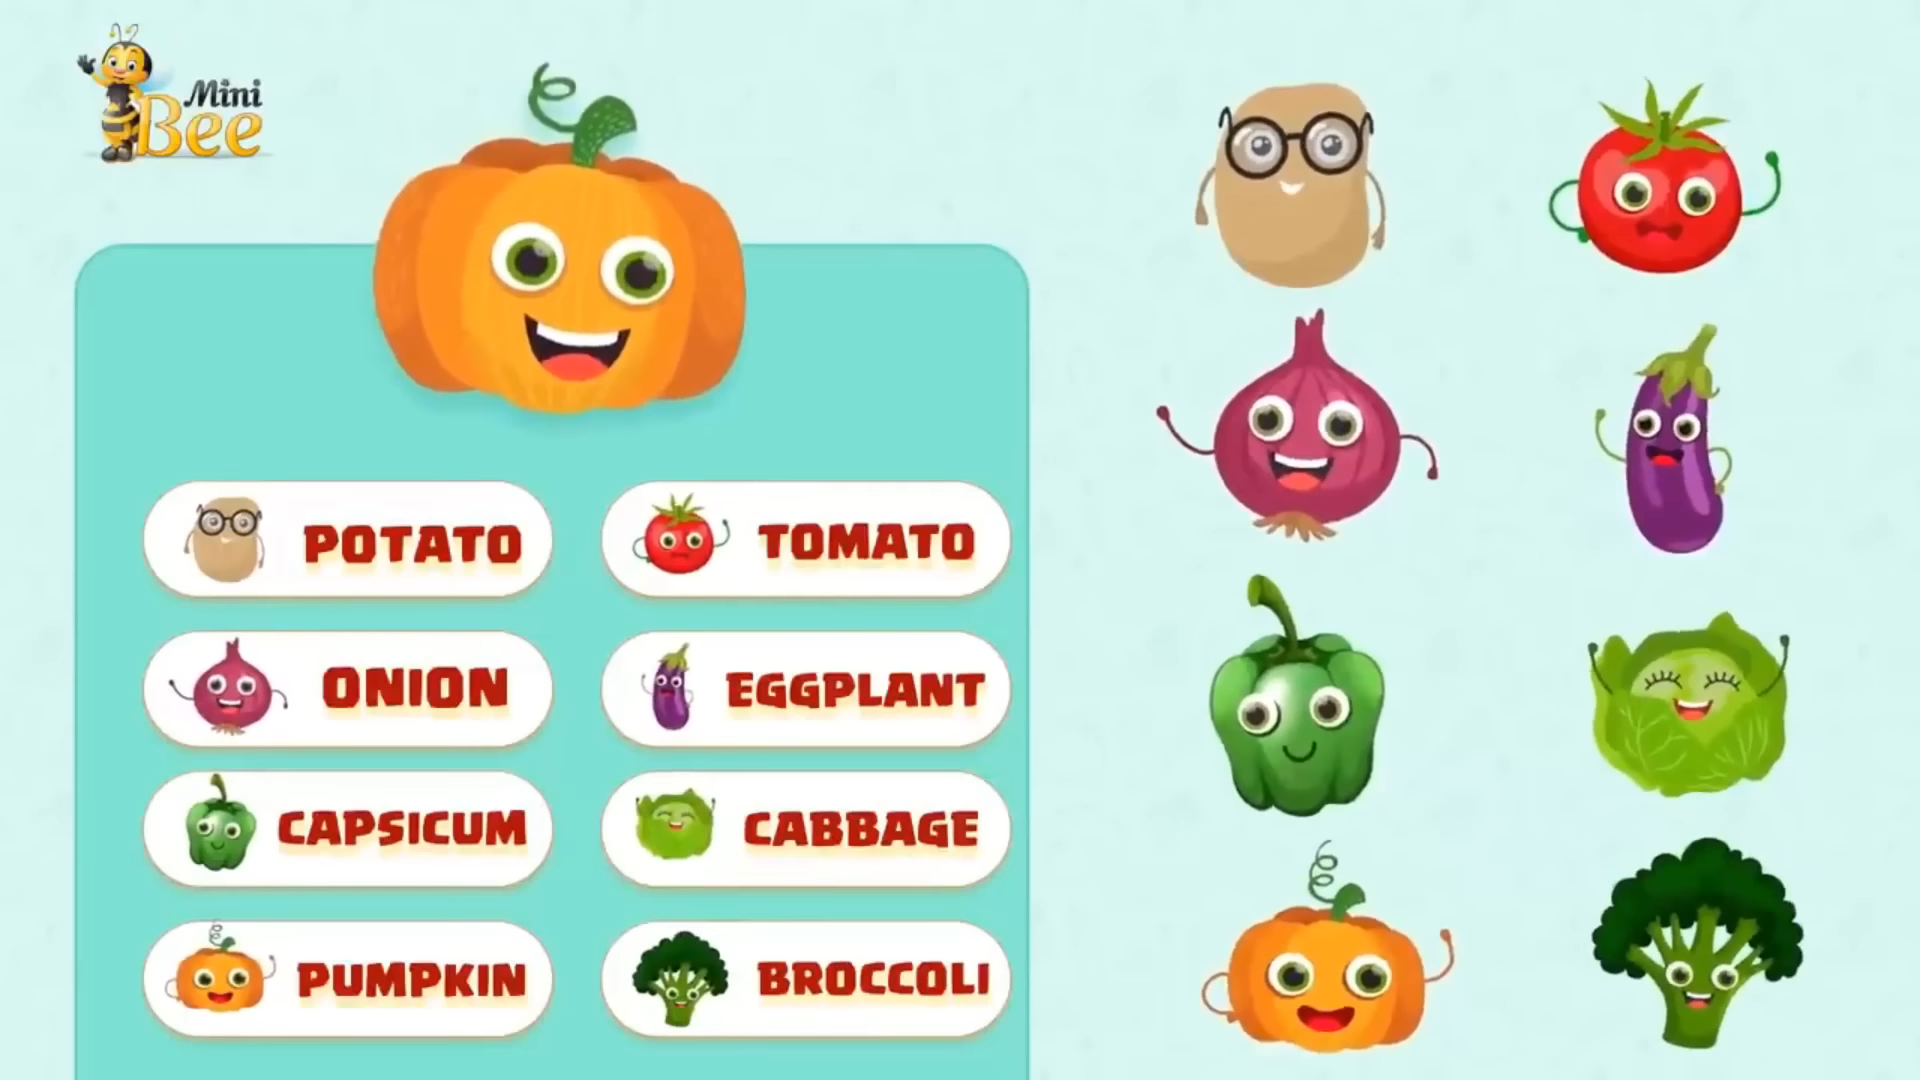 Mini
Bee
POTATO
TOMATO
ONION
EGGPLANT
CAPSICUM
CABBAGE
PUMPKIN
BROCCOLI